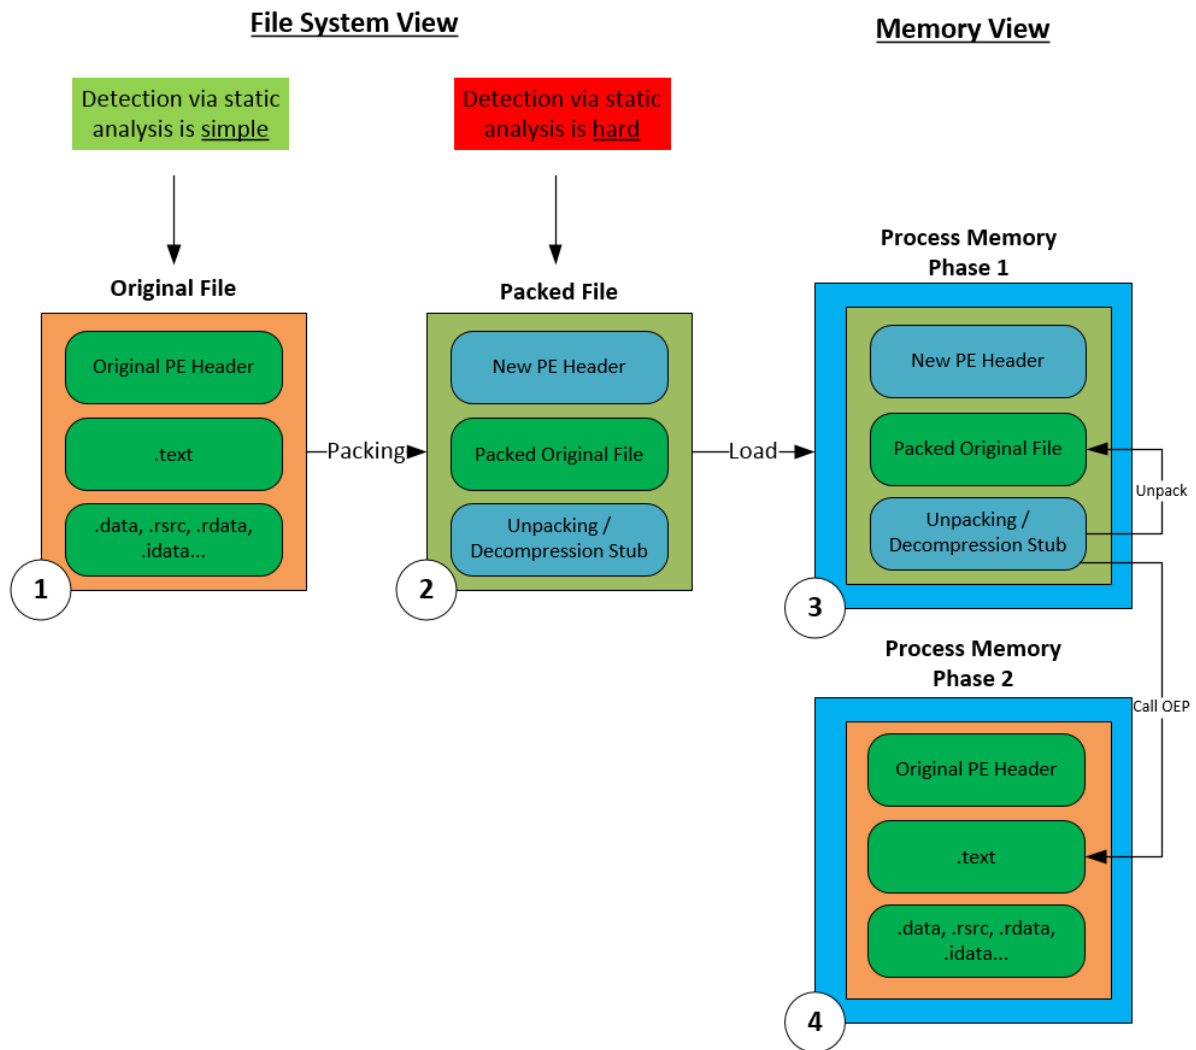 File System View
Memory View
Detection via static
analysis is simple
Detection via static
analysis is hard
Original File
Original PE Header
.text
.data, .rsrc, .rdata,
.idata...
1
Packing
Packed File
New PE Header
Packed Original File
Unpacking /
Decompression Stub
2
Load
Process Memory
Phase 1
New PE Header
Packed Original File
Unpacking /
Decompression Stub
3
Unpack
Call OEP
Process Memory
Phase 2
Original PE Header
.text
.data, .rsrc, .rdata,
.idata...
4